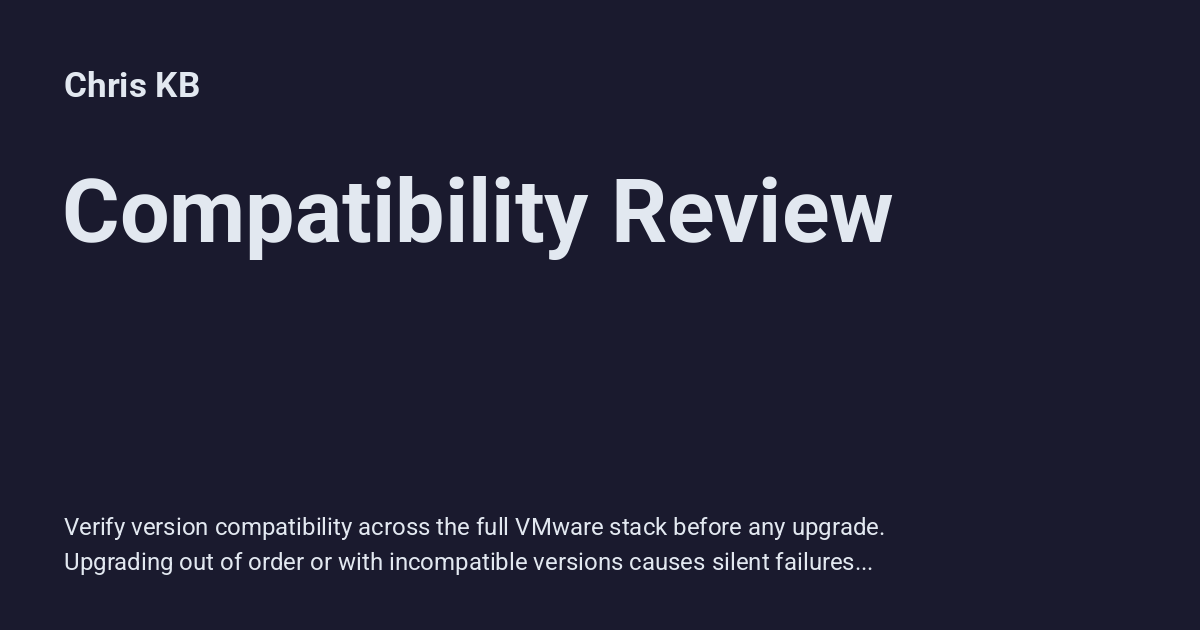 Chris KB
Compatibility Review
Verify version compatibility across the full VMware stack before any upgrade.
Upgrading out of order or with incompatible versions causes silent failures...